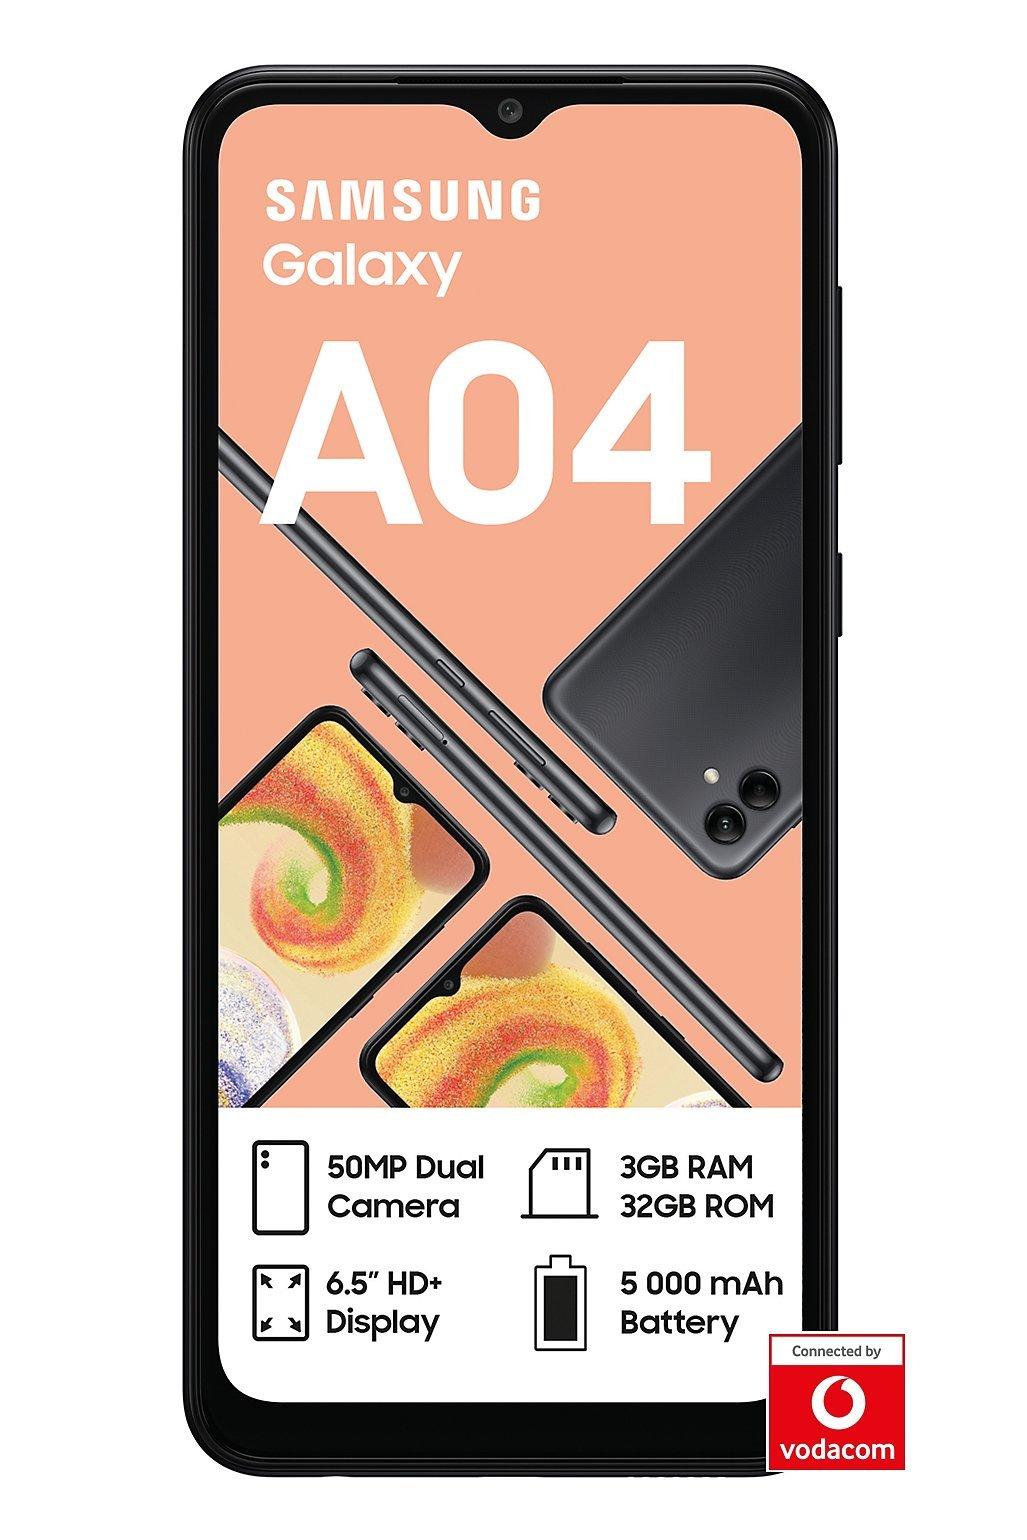 SAMSUNG
Galaxy
A04
50MP Dual
Camera
3GB RAM
32GB ROM
6.5” HD+
Display
5 000 mAh
Battery
Connected by
vodacom